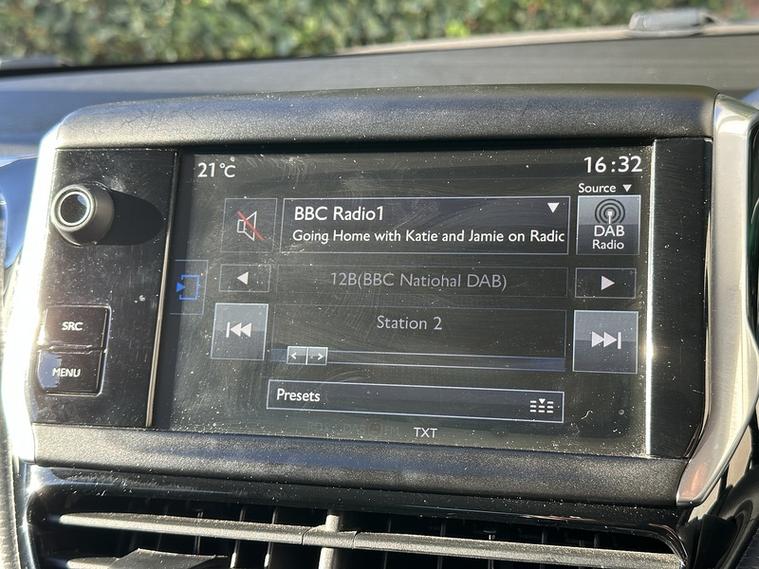 21°C
16:32
Source
BBC Radio1
Going Home with Katie and Jamie on Radic
DAB
Radio
12B(BBC National DAB)
Station 2
SRC
MENU
Presets
TXT